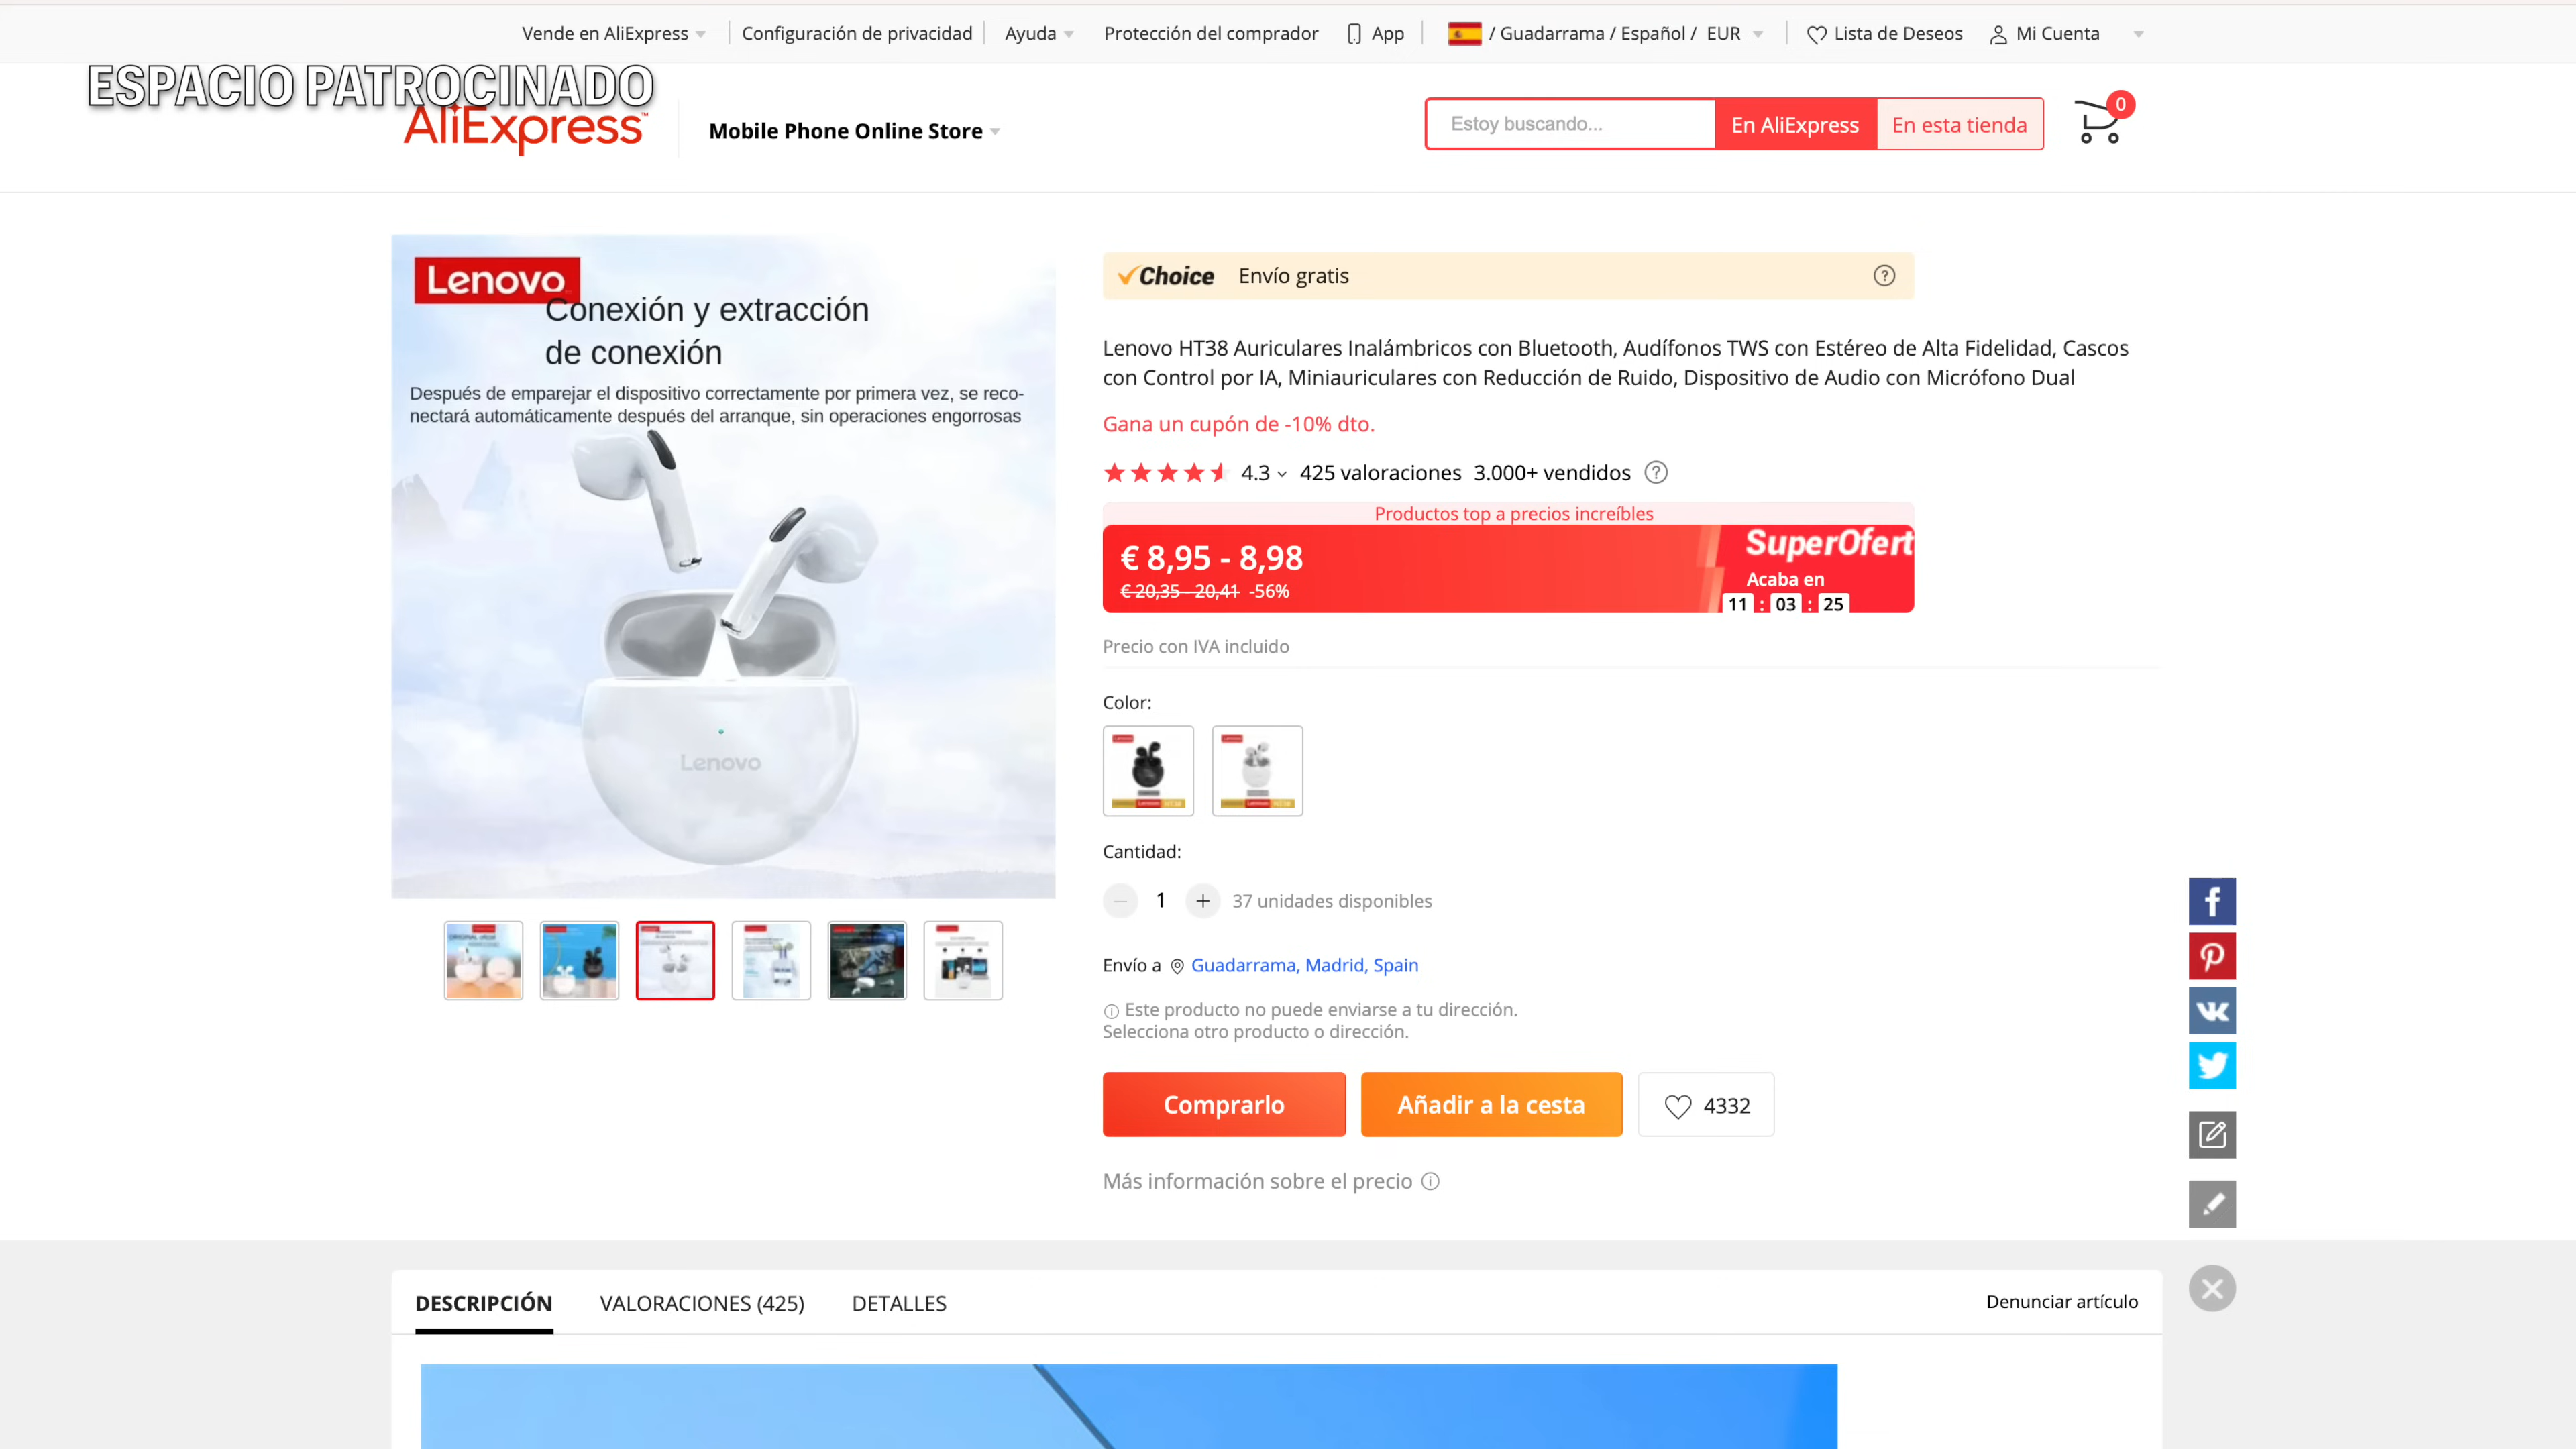 Vende en AliExpress
Configuración de privacidad
Ayuda
Protección del comprador
App
/ Guadarrama / Español / EUR
Lista de Deseos
Mi Cuenta
ESPACIO PATROCINADO
AliExpress™
Mobile Phone Online Store
Estoy buscando...
En AliExpress
En esta tienda
0
Lenovo
Conexión y extracción
de conexión
Después de emparejar el dispositivo correctamente por primera vez, se reco-
nectará automáticamente después del arranque, sin operaciones engorrosas
Lenovo
Choice Envío gratis
Lenovo HT38 Auriculares Inalámbricos con Bluetooth, Audífonos TWS con Estéreo de Alta Fidelidad, Cascos
con Control por IA, Miniauriculares con Reducción de Ruido, Dispositivo de Audio con Micrófono Dual
Gana un cupón de -10% dto.
4.3 425 valoraciones 3.000+ vendidos
Productos top a precios increíbles
€ 8,95 - 8,98
€ 20,35 - 20,41 -56%
SuperOfert
Acaba en
11 : 03 : 25
Precio con IVA incluido
Color:
Cantidad:
1 + 37 unidades disponibles
Envío a Guadarrama, Madrid, Spain
Este producto no puede enviarse a tu dirección.
Selecciona otro producto o dirección.
Comprarlo
Añadir a la cesta
4332
Más información sobre el precio
DESCRIPCIÓN
VALORACIONES (425)
DETALLES
Denunciar artículo